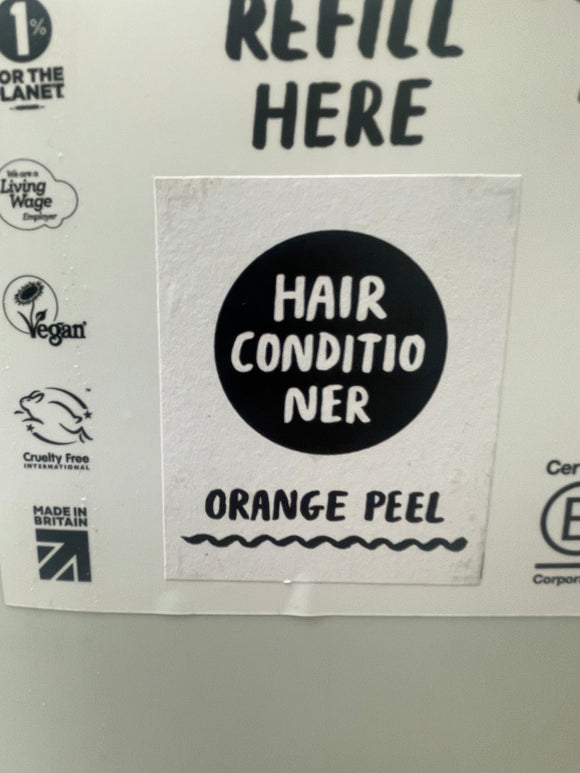 REFILL
HERE
1%
OR THE
LANET
We are a
Living
Wage
Employer
Vegan
Cruelty Free
INTERNATIONAL
MADE IN
BRITAIN
HAIR
CONDITIO
NER
ORANGE PEEL
Cer
B
Corpor